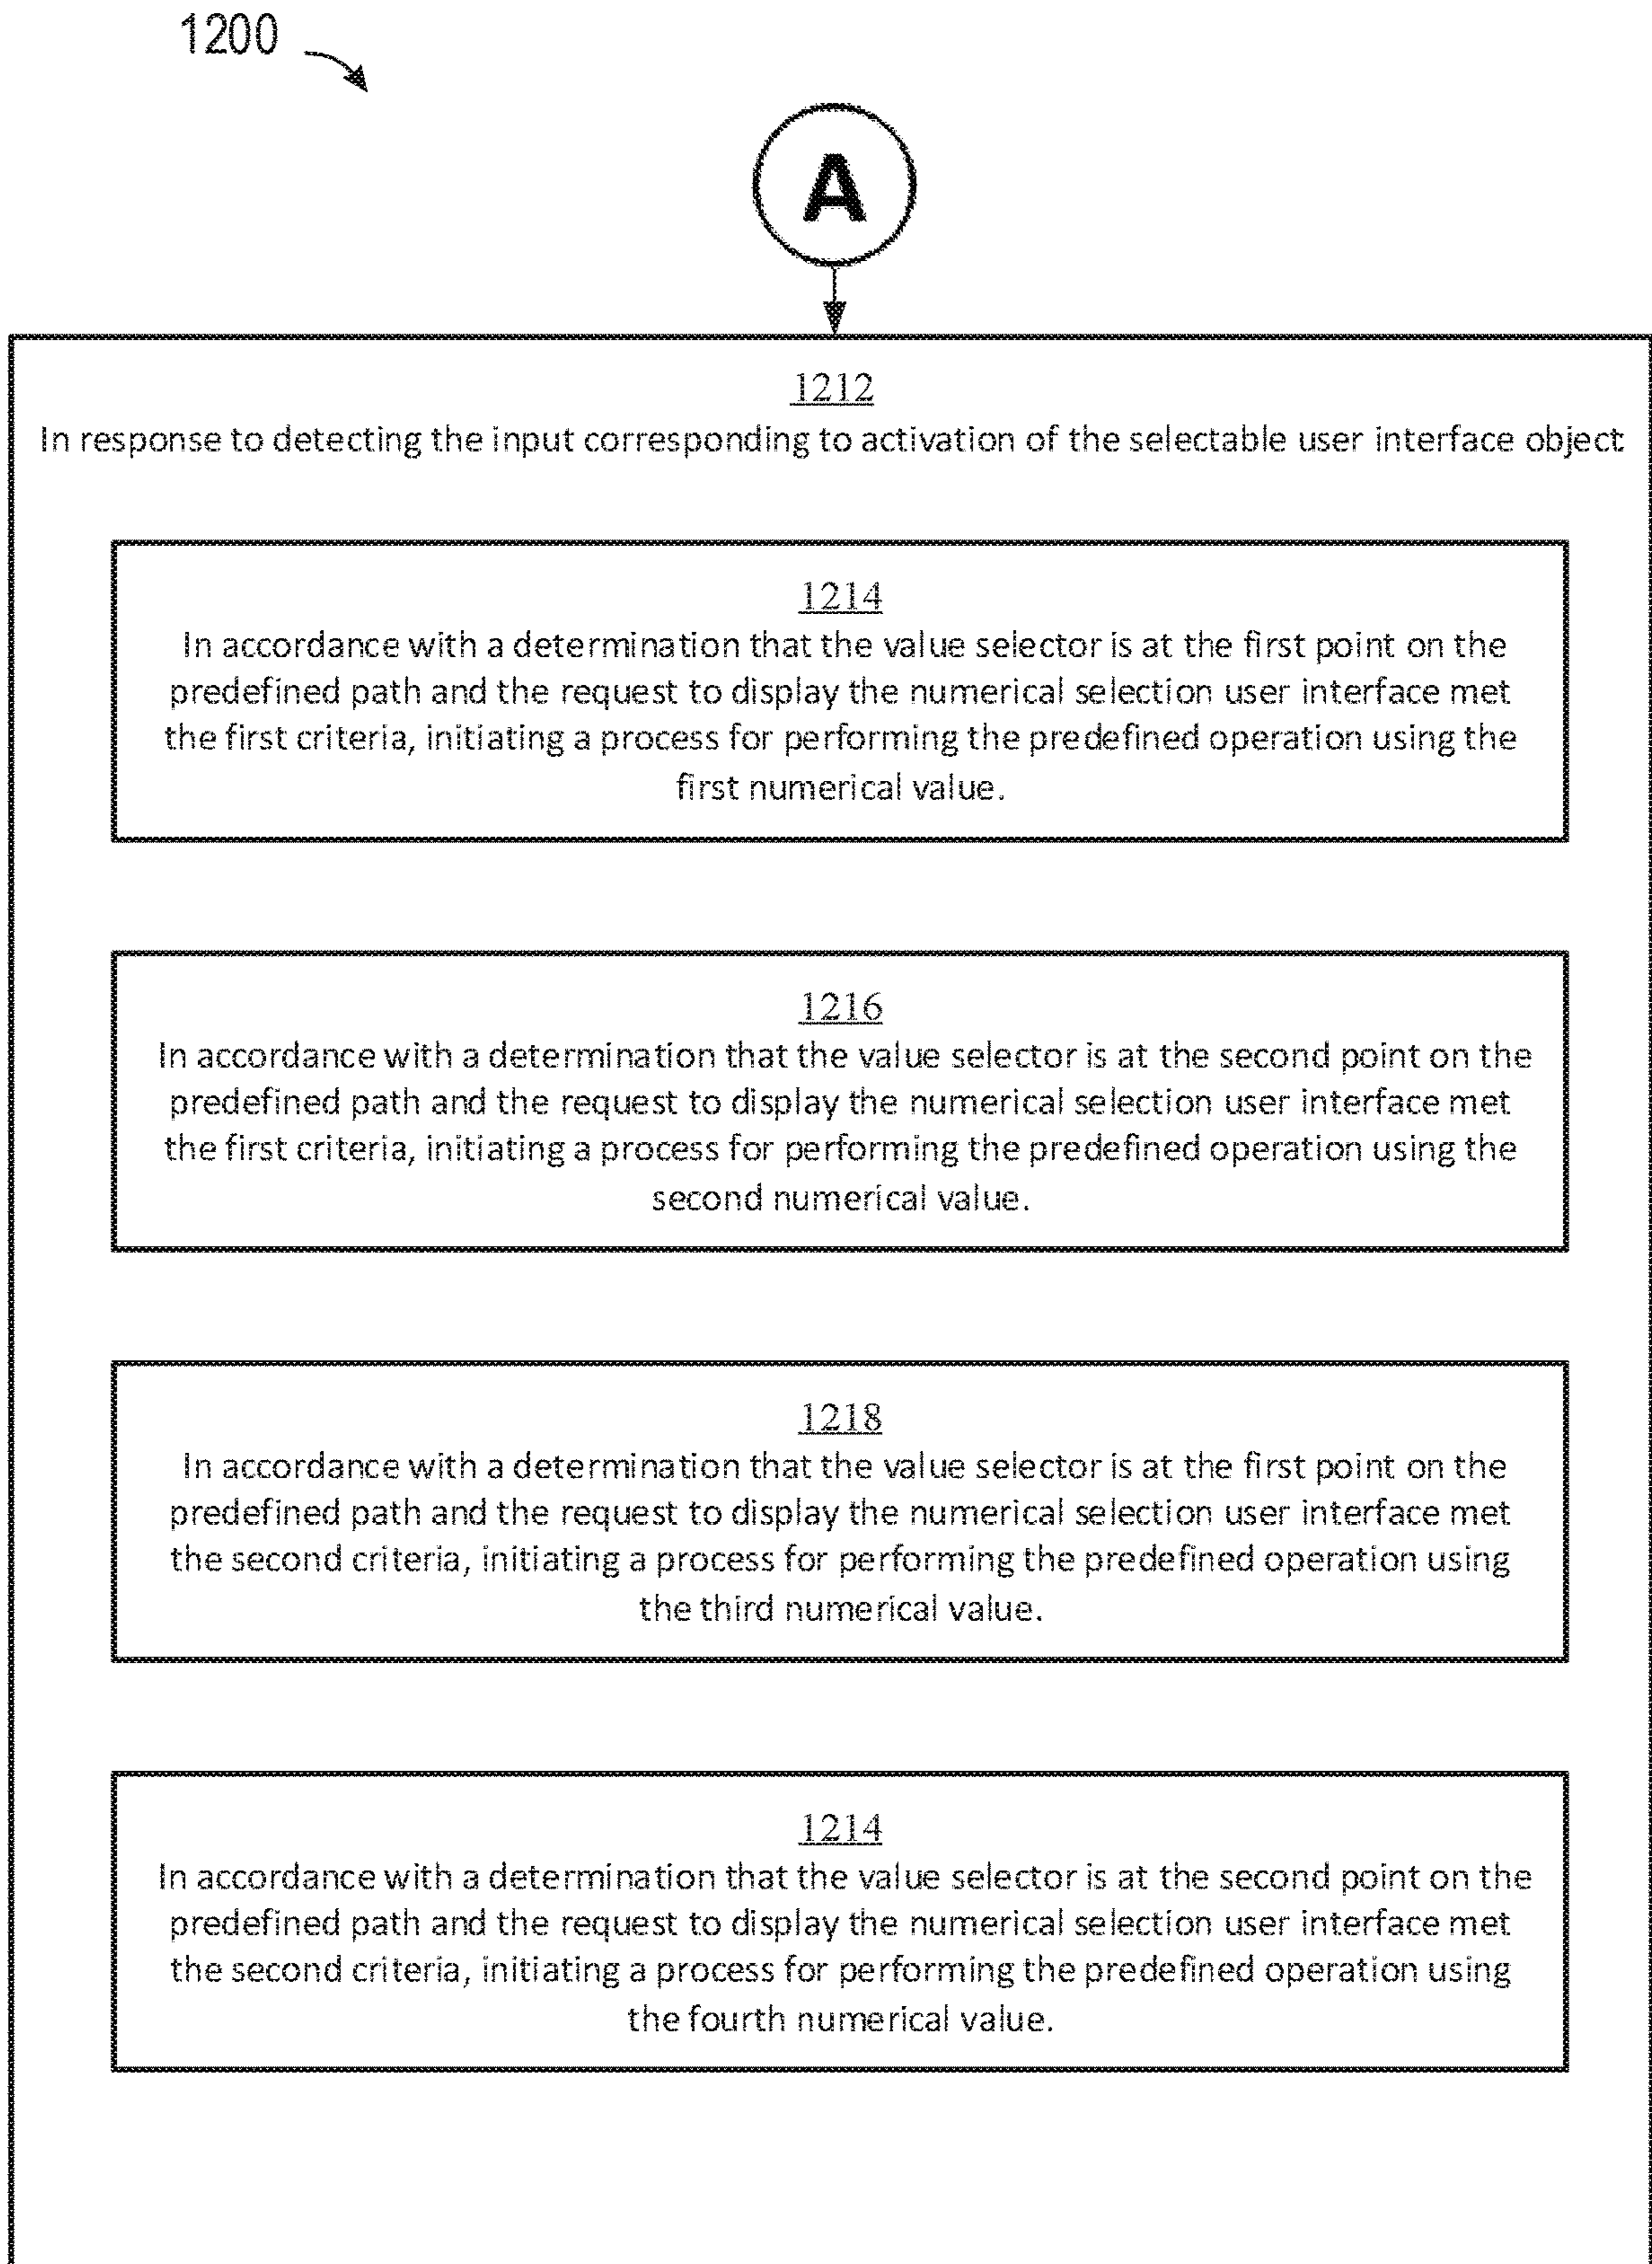 1200
A
1212
In response to detecting the input corresponding to activation of the selectable user interface object
1214
In accordance with a determination that the value selector is at the first point on the
predefined path and the request to display the numerical selection user interface met
the first criteria, initiating a process for performing the predefined operation using the
first numerical value.
1216
In accordance with a determination that the value selector is at the second point on the
predefined path and the request to display the numerical selection user interface met
the first criteria, initiating a process for performing the predefined operation using the
second numerical value.
1218
In accordance with a determination that the value selector is at the first point on the
predefined path and the request to display the numerical selection user interface met
the second criteria, initiating a process for performing the predefined operation using
the third numerical value.
1214
In accordance with a determination that the value selector is at the second point on the
predefined path and the request to display the numerical selection user interface met
the second criteria, initiating a process for performing the predefined operation using
the fourth numerical value.